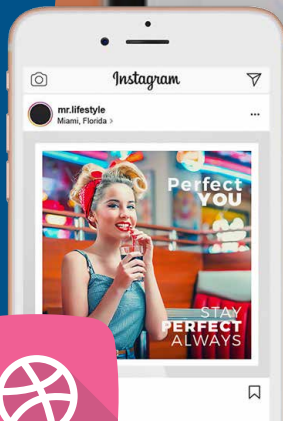 Instagram
mr.lifestyle
Miami, Florida >
Perfect
YOU
STAY
PERFECT
ALWAYS